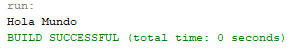 run:
Hola Mundo
BUILD SUCCESSFUL (total time: 0 seconds)